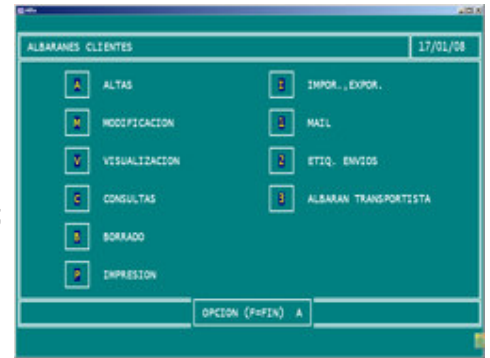 ALBARANES CLIENTES 17/01/08
A ALTAS
M MODIFICACION
V VISUALIZACION
C CONSULTAS
B BORRADO
P IMPRESION
I IMPOR.,EXPOR.
1 MAIL
2 ETIQ. ENVIOS
3 ALBARAN TRANSPORTISTA
OPCION (F=FIN) A